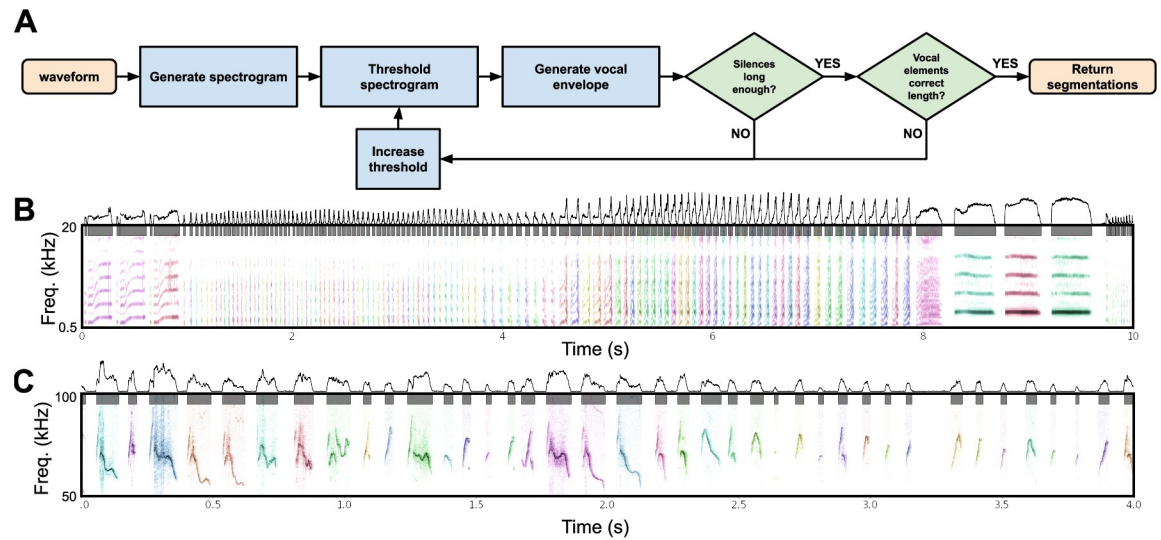 A
waveform
Generate spectrogram
Threshold
spectrogram
Generate vocal
envelope
Silences
long
enough?
YES
Vocal
elements
correct
length?
YES
Return
segmentations
NO
NO
Increase
threshold
B
20
Freq. (kHz)
0.5
0 2 4 6 8 10
Time (s)
C
100
Freq. (kHz)
50
.0 0.5 1.0 1.5 2.0 2.5 3.0 3.5 4.0
Time (s)